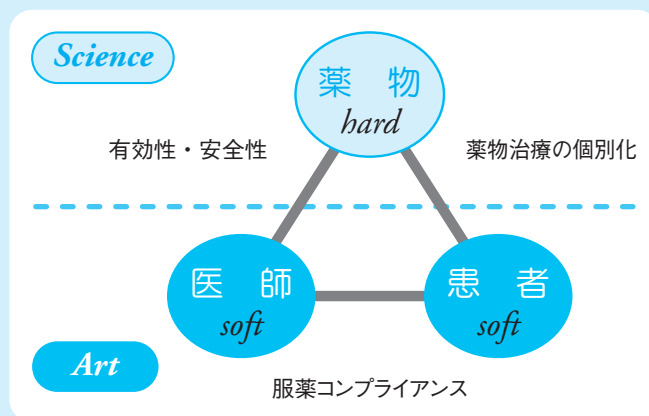 Science
薬 物
hard
有効性・安全性
薬物治療の個別化
医 師
soft
患 者
soft
Art
服薬コンプライアンス